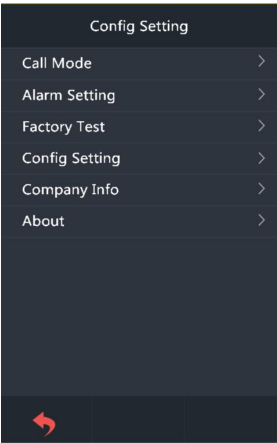 Config Setting
Call Mode
Alarm Setting
Factory Test
Config Setting
Company Info
About